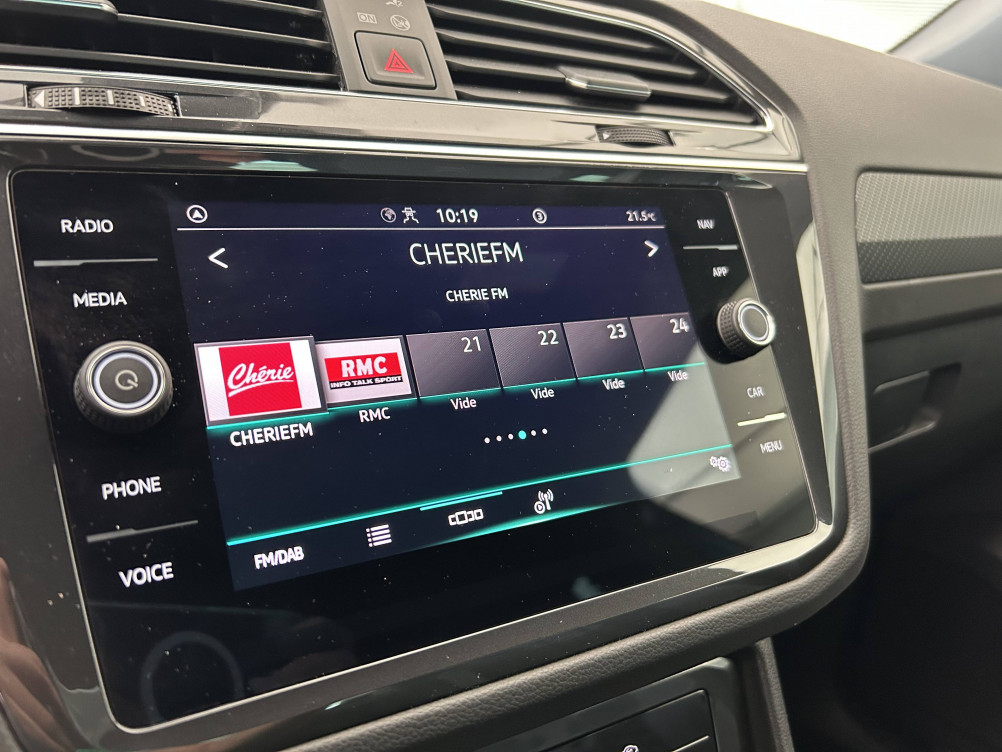 ON
RADIO
MEDIA
PHONE
VOICE
10:19
3
21.5°C
<
CHERIEFM
>
CHERIE FM
Chérie
RMC
INFO TALK SPORT
21
22
23
24
CHERIEFM
RMC
Vide
Vide
Vide
Vide
FM/DAB
NAV
APP
CAR
MENU